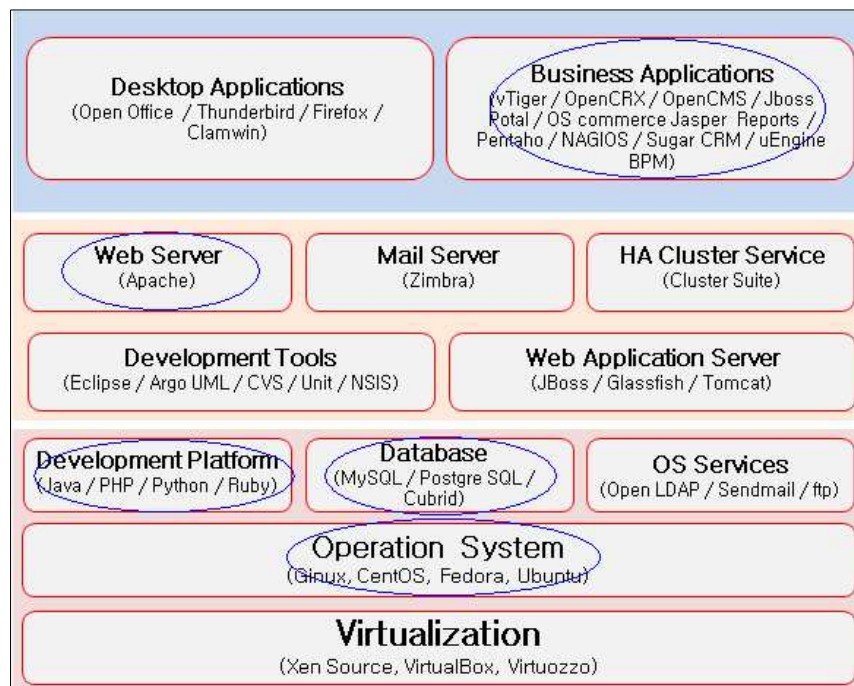 Desktop Applications
(Open Office / Thunderbird / Firefox /
Clamwin)
Business Applications
(vTiger / OpenCRX / OpenCMS / Jboss
Potal / OS commerce Jasper Reports /
Pentaho / NAGIOS / Sugar CRM / uEngine
BPM)
Web Server
(Apache)
Mail Server
(Zimbra)
HA Cluster Service
(Cluster Suite)
Development Tools
(Eclipse / Argo UML / CVS / Unit / NSIS)
Web Application Server
(JBoss / Glassfish / Tomcat)
Development Platform
(Java / PHP / Python / Ruby)
Database
(MySQL / Postgre SQL /
Cubrid)
OS Services
(Open LDAP / Sendmail / ftp)
Operation System
(Ginux, CentOS, Fedora, Ubuntu)
Virtualization
(Xen Source, VirtualBox, Virtuozzo)